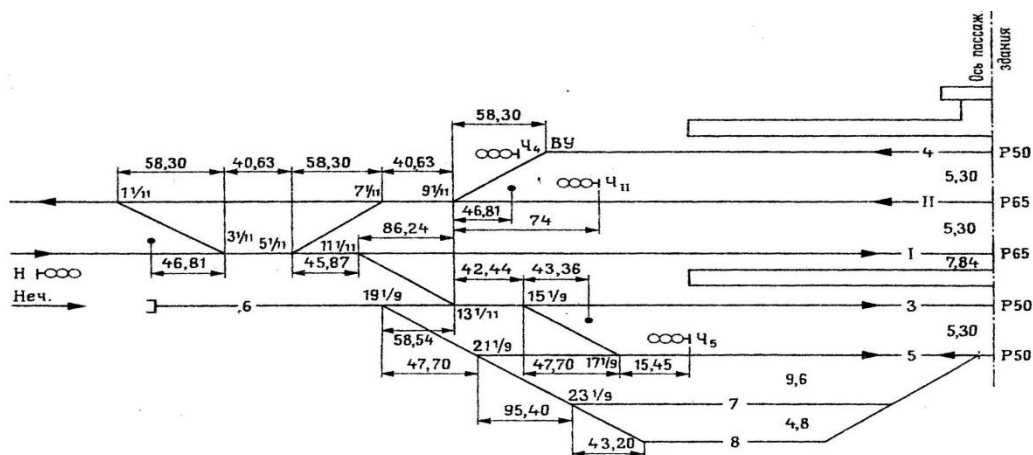 Ось пассаж.
здания
58,30
ВУ
Ч4
4
Р50
58,30
40,63
58,30
40,63
5,30
1 1/11
7 1/11
9 1/11
ЧII
II
Р65
46,81
74
86,24
5,30
3 1/11
5 1/11
11 1/11
I
Р65
Н
46,81
45,87
42,44
43,36
7,84
Неч.
,6
19 1/9
13 1/11
15 1/9
3
Р50
58,54
Ч5
5,30
21 1/9
17 1/9
5
Р50
47,70
47,70
15,45
9,6
23 1/9
7
95,40
4,8
43,20
8